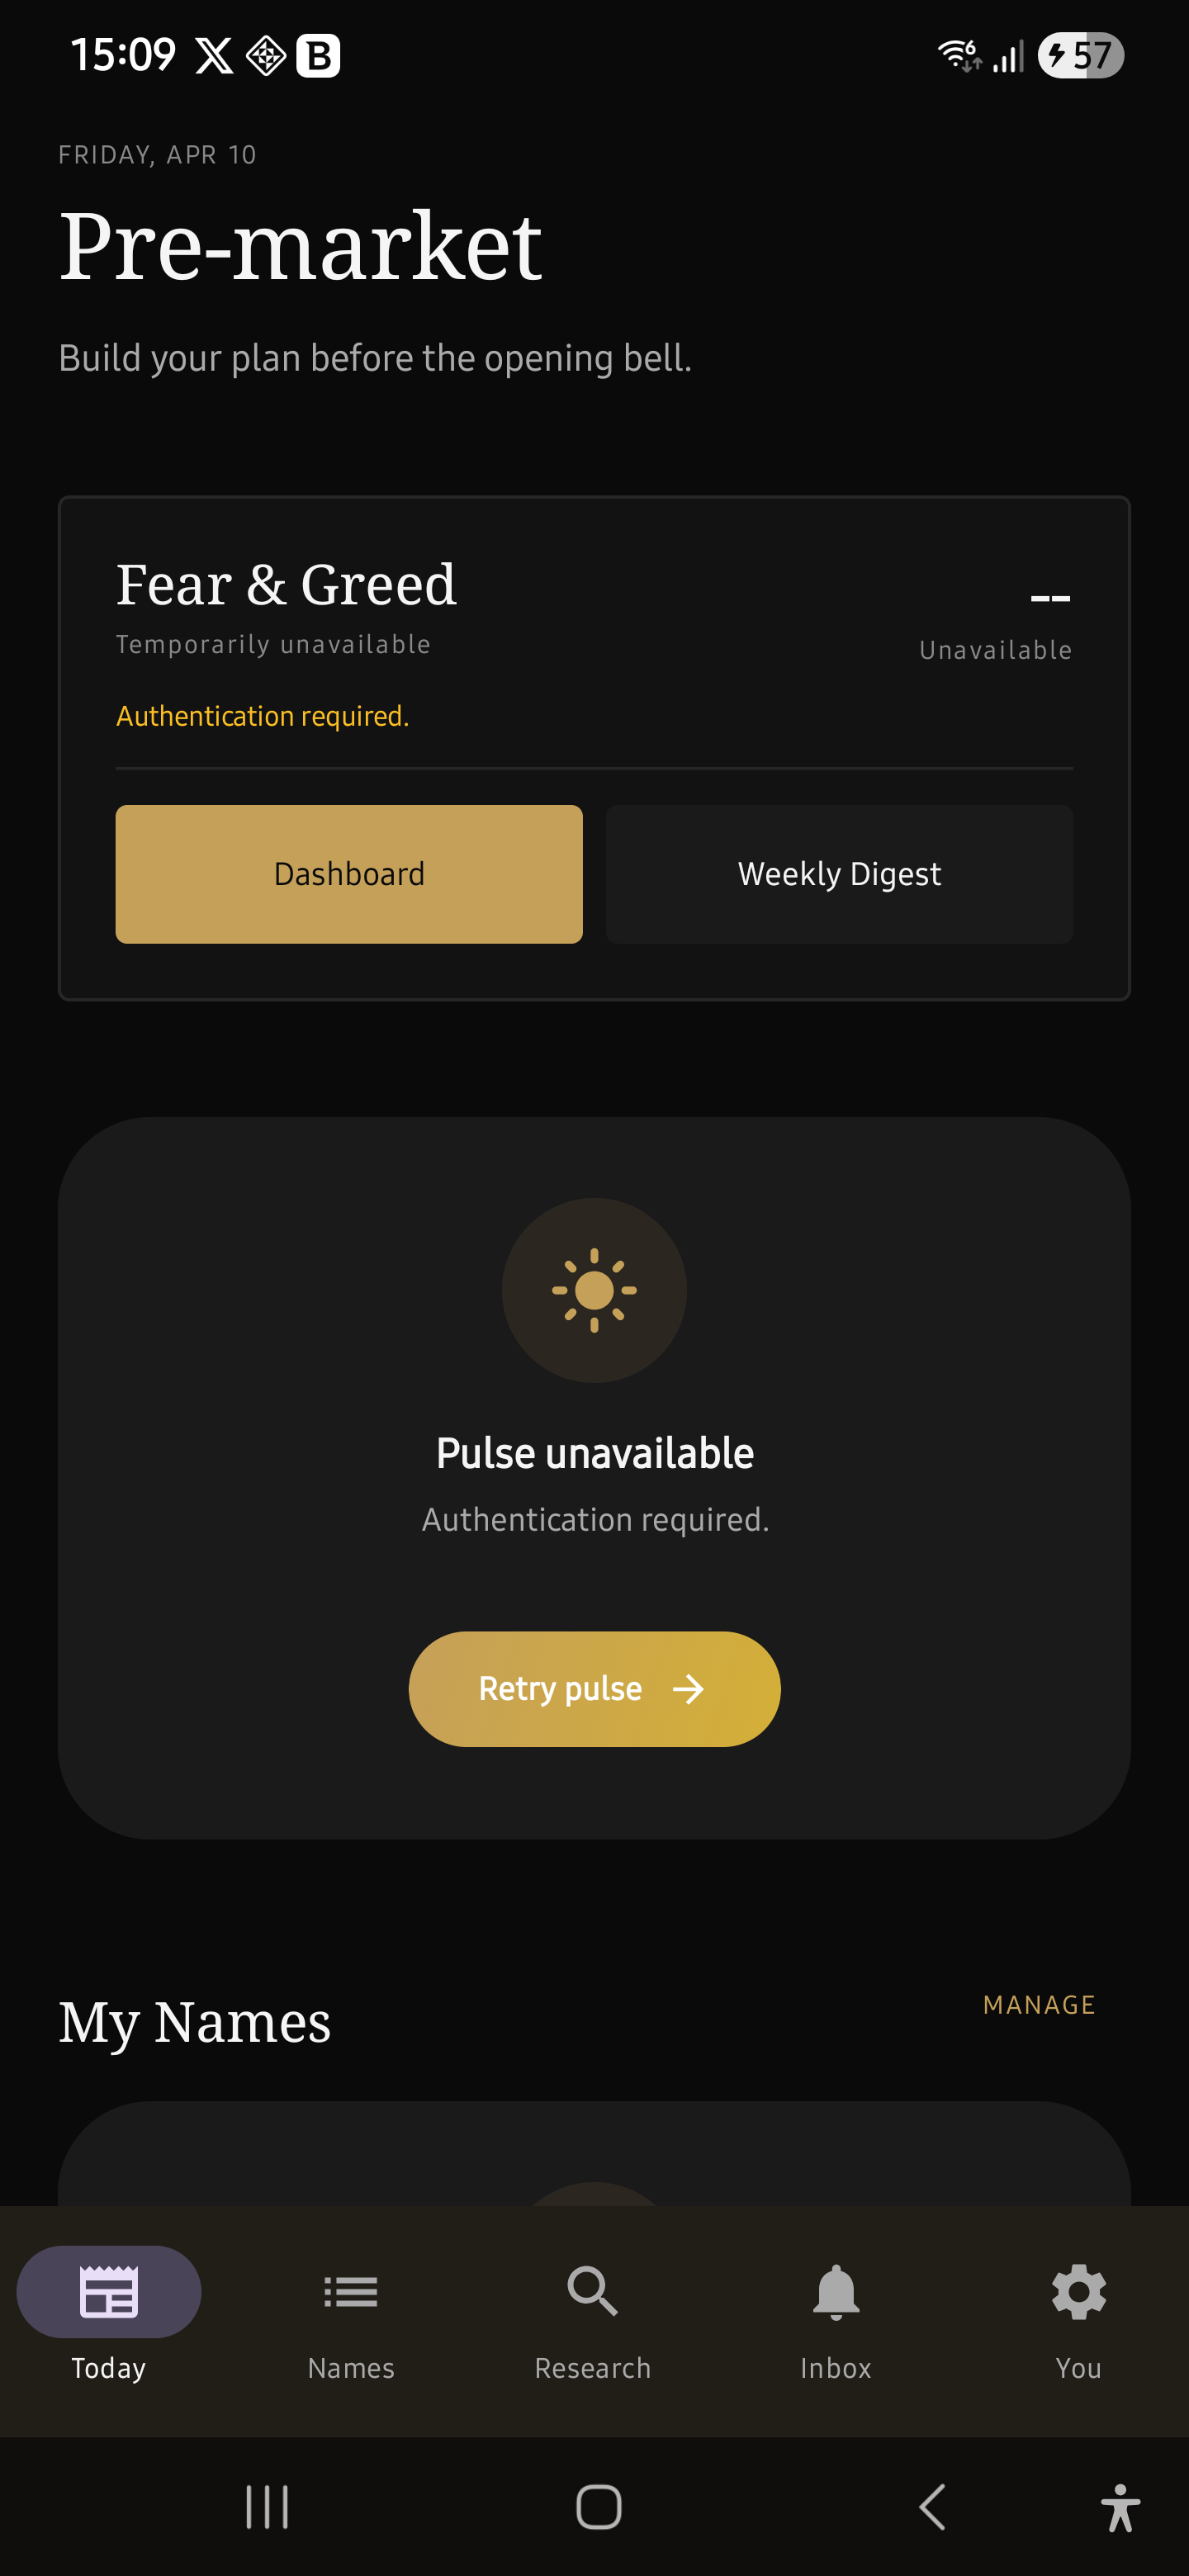 15:09
57
FRIDAY, APR 10
Pre-market
Build your plan before the opening bell.
Fear & Greed
--
Temporarily unavailable
Unavailable
Authentication required.
Dashboard
Weekly Digest
Pulse unavailable
Authentication required.
Retry pulse
My Names
MANAGE
Today
Names
Research
Inbox
You